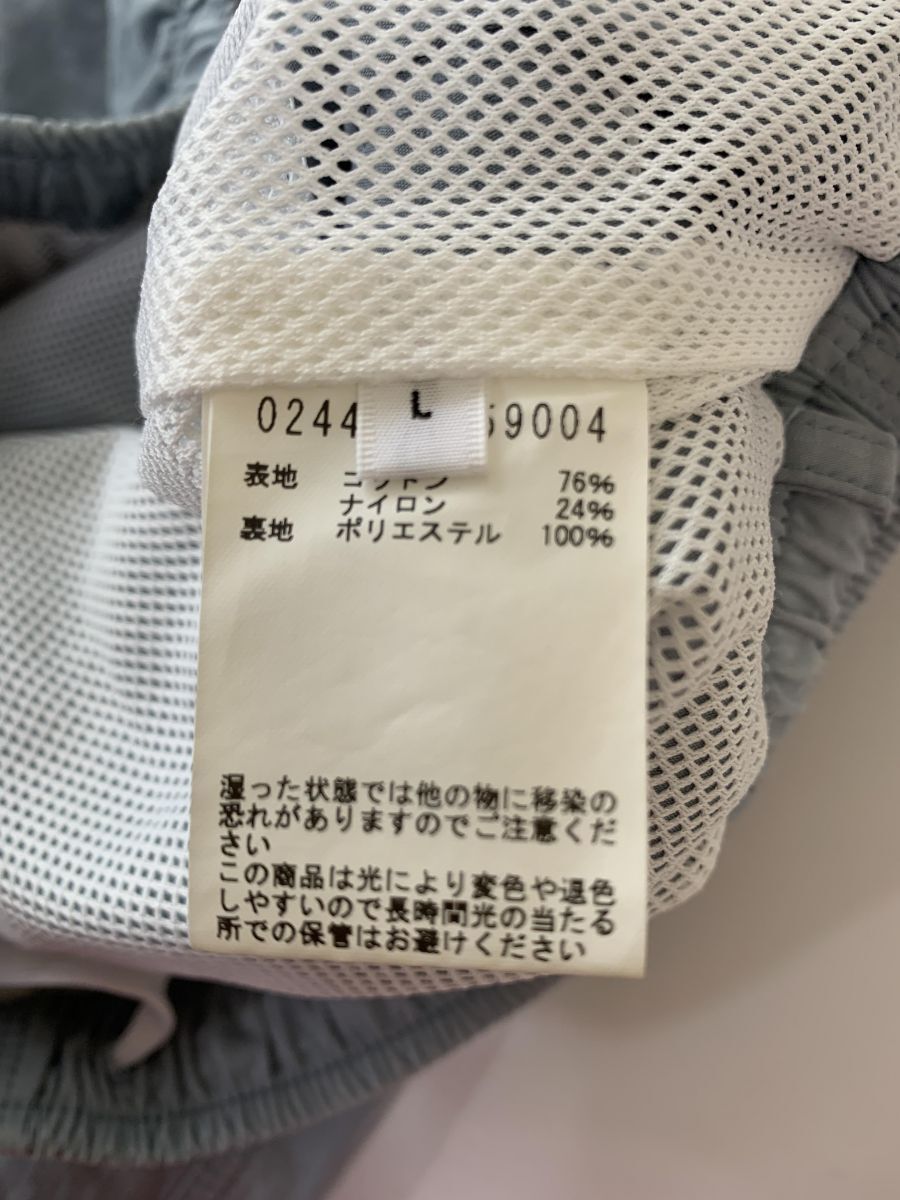 L
0244 59004
表地 コットン 76%
ナイロン 24%
裏地 ポリエステル 100%
湿った状態では他の物に移染の
恐れがありますのでご注意くだ
さい
この商品は光により変色や退色
しやすいので長時間光の当たる
所での保管はお避けください